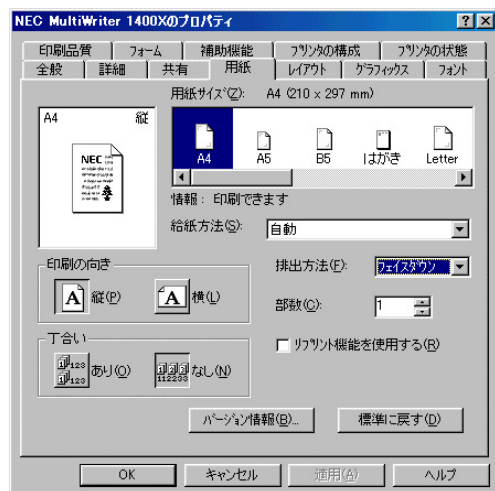 NEC MultiWriter 1400Xのプロパティ
印刷品質 フォーム 補助機能 プリンタの構成 プリンタの状態
全般 詳細 共有 用紙 レイアウト グラフィックス フォント
用紙サイズ(Z): A4 (210 x 297 mm)
A4 縦
NEC
A4 A5 B5 はがき Letter
情報: 印刷できます
給紙方法(S): 自動
印刷の向き
A 縦(P) A 横(L)
排出方法(F): フェイスダウン
部数(C): 1
丁合い
123 123 あり(O) 112233 なし(N)
リプリント機能を使用する(R)
バージョン情報(B)... 標準に戻す(D)
OK キャンセル 適用(A) ヘルプ